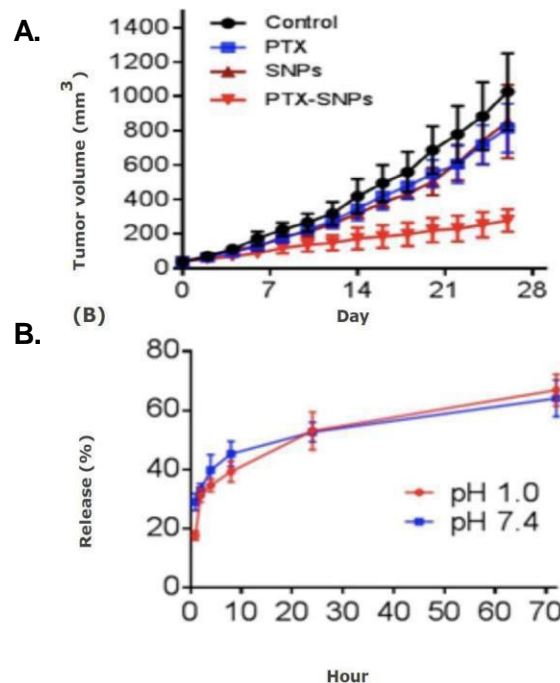 A.
1400
1200
1000
800
600
400
200
0
Tumor volume (mm3)
Control
PTX
SNPs
PTX-SNPs
0 7 14 21 28
Day
(B)
B.
80
60
40
20
0
Release (%)
pH 1.0
pH 7.4
0 10 20 30 40 50 60 70
Hour